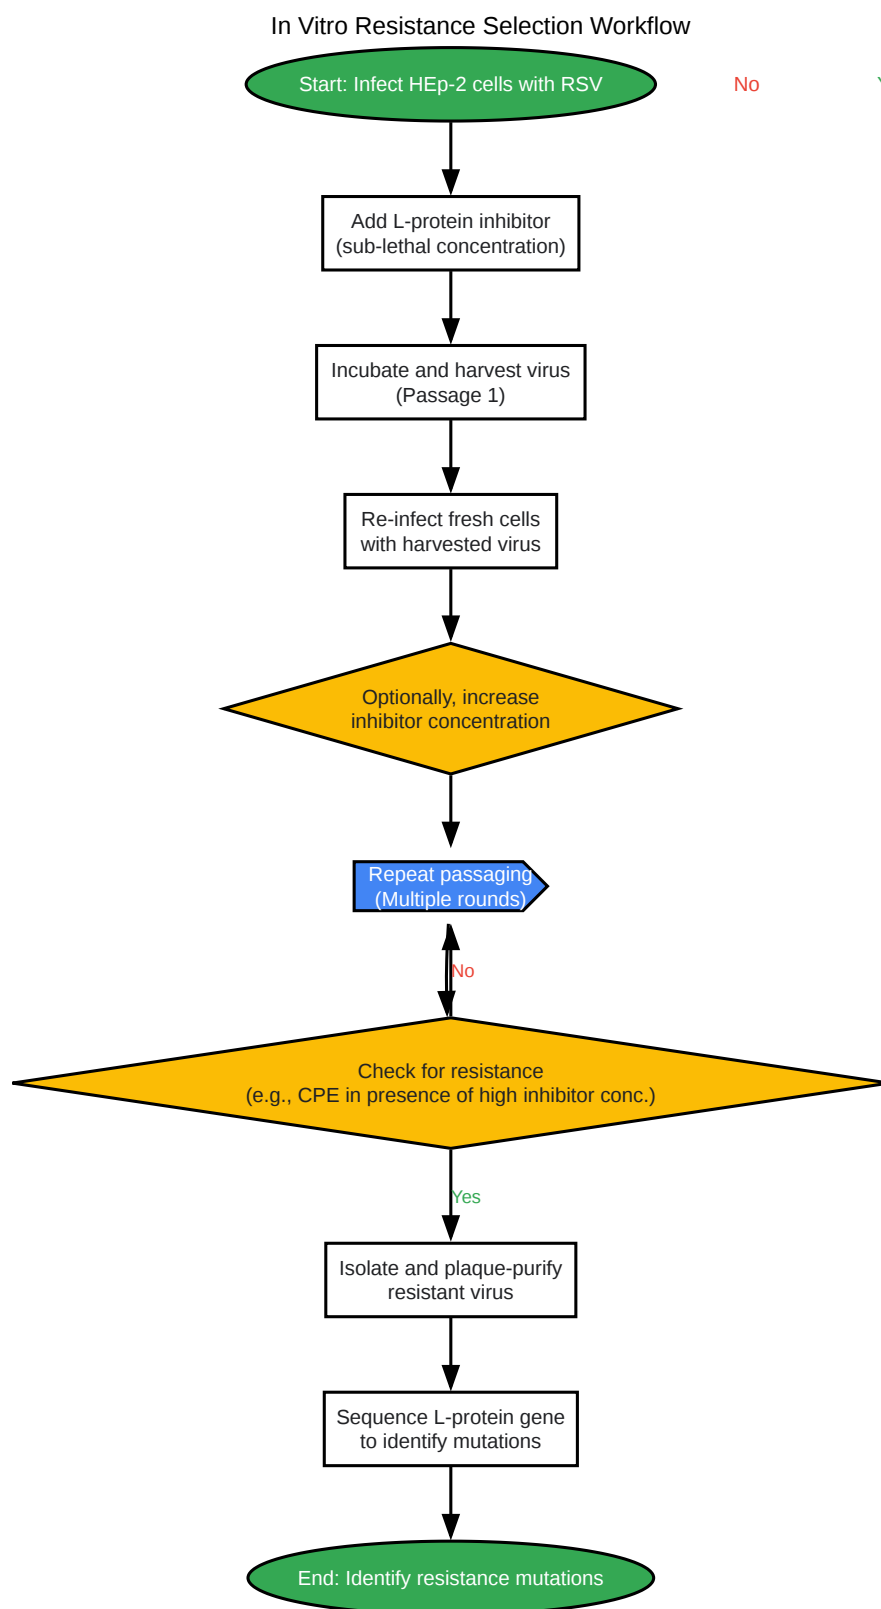 In Vitro Resistance Selection Workflow
Start: Infect HEp-2 cells with RSV
No
Add L-protein inhibitor
(sub-lethal concentration)
Incubate and harvest virus
(Passage 1)
Re-infect fresh cells
with harvested virus
Optionally, increase
inhibitor concentration
Repeat passaging
(Multiple rounds)
No
Check for resistance
(e.g., CPE in presence of high inhibitor conc.)
Yes
Isolate and plaque-purify
resistant virus
Sequence L-protein gene
to identify mutations
End: Identify resistance mutations